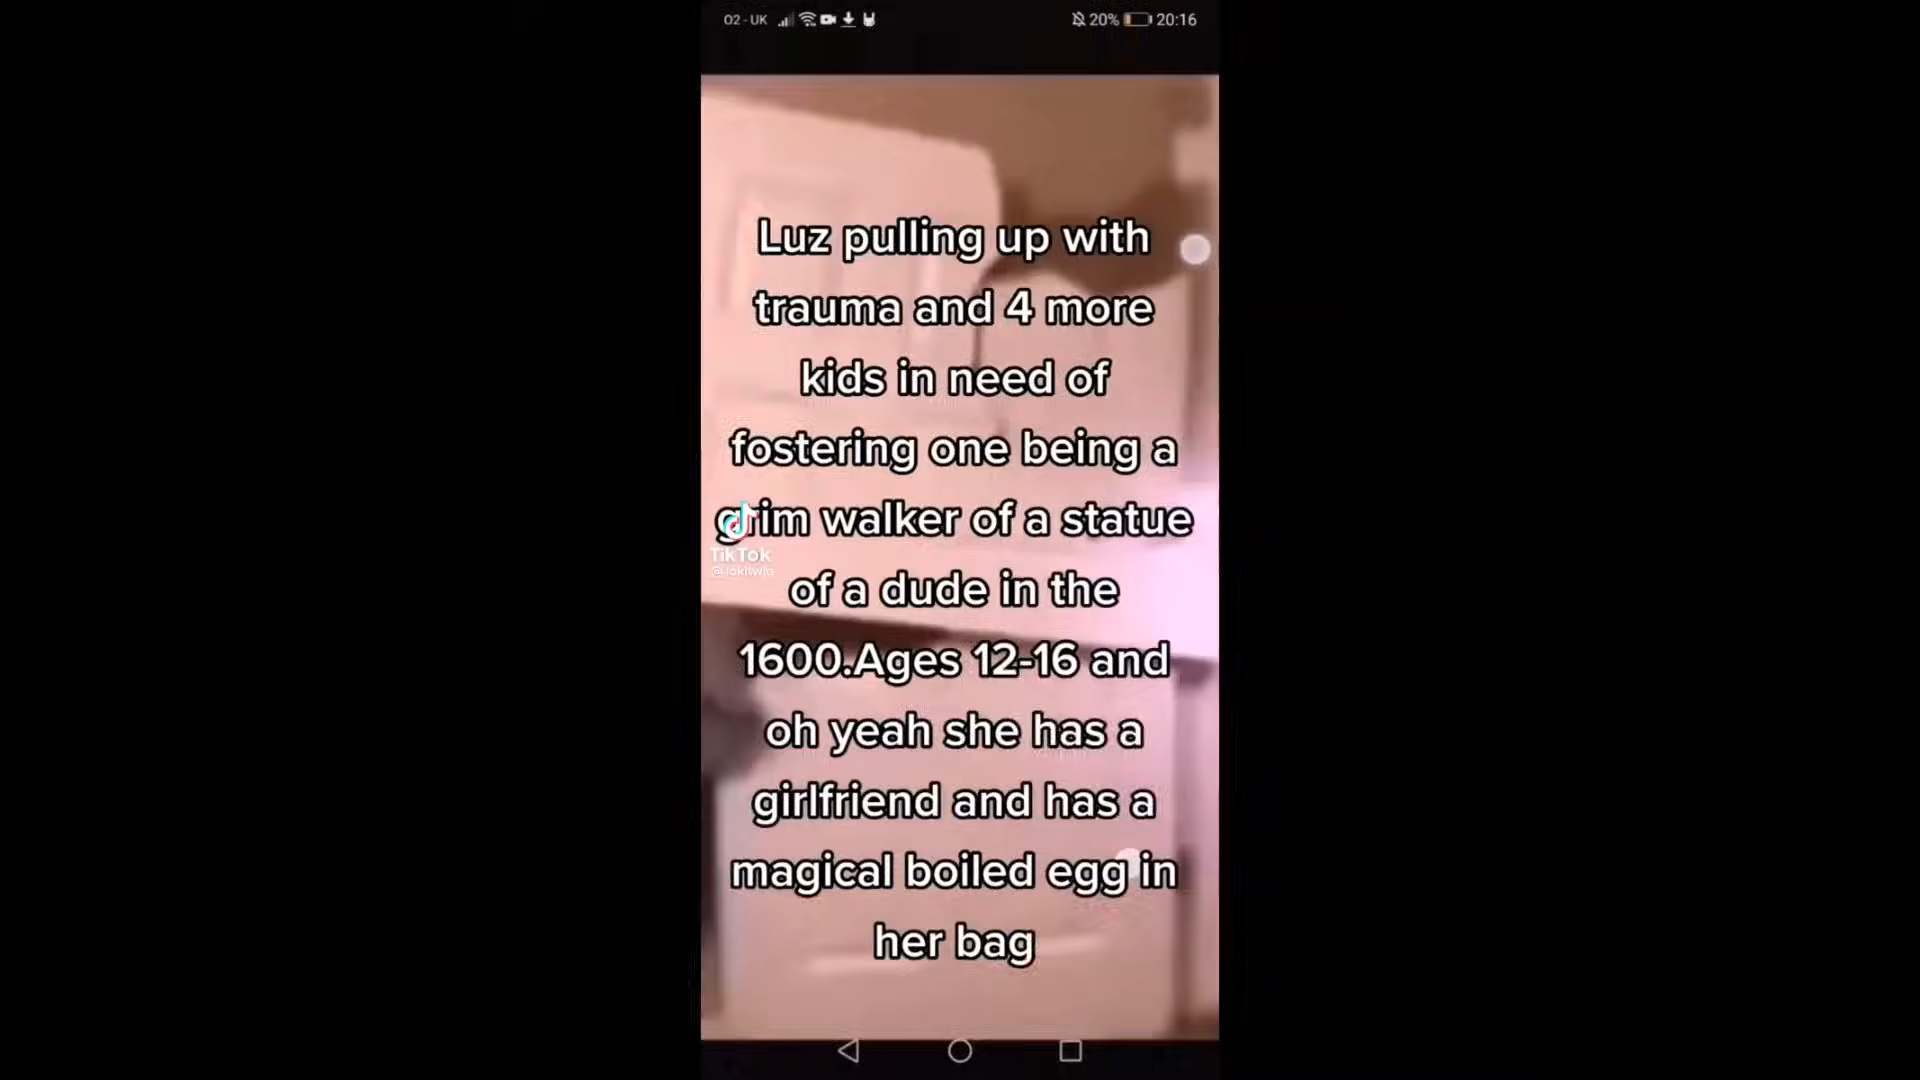 O2 - UK 20% 20:16
Luz pulling up with
trauma and 4 more
kids in need of
fostering one being a
grim walker of a statue
of a dude in the
1600.Ages 12-16 and
oh yeah she has a
girlfriend and has a
magical boiled egg in
her bag
TikTok